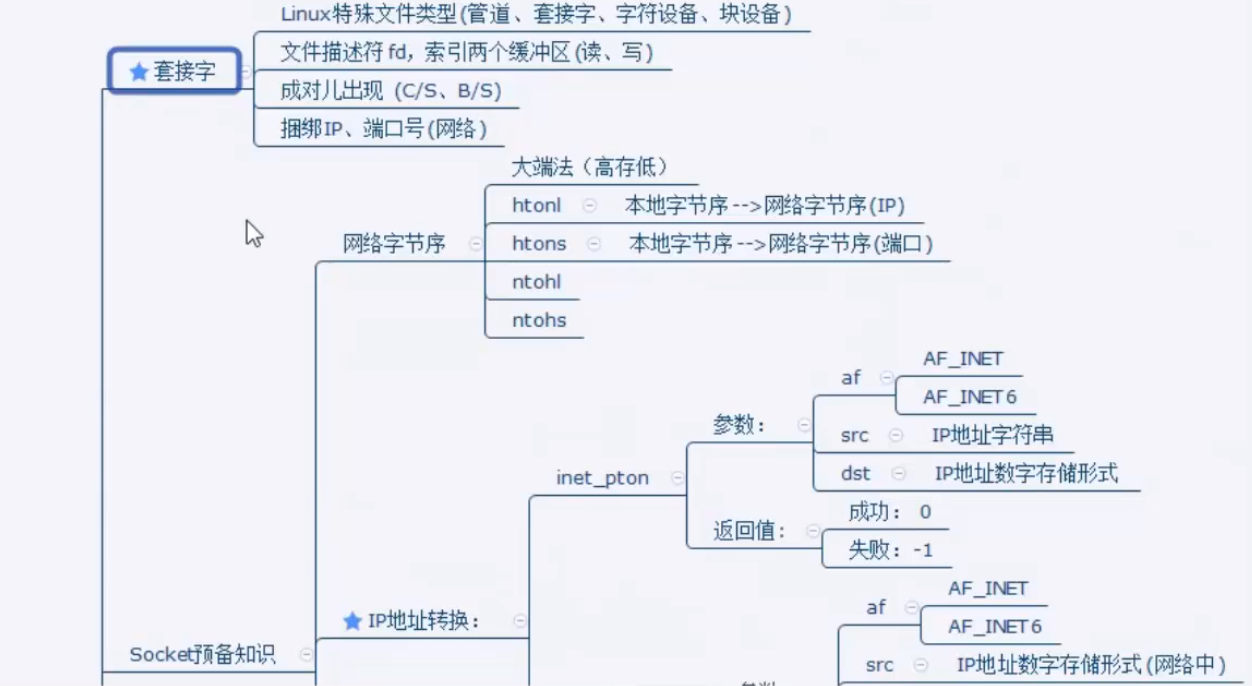 Linux特殊文件类型(管道、套接字、字符设备、块设备)
套接字
文件描述符 fd，索引两个缓冲区(读、写)
成对儿出现 (C/S、B/S)
捆绑IP、端口号(网络)
大端法（高存低）
htonl 本地字节序-->网络字节序(IP)
网络字节序
htons 本地字节序-->网络字节序(端口)
ntohl
ntohs
AF_INET
af
AF_INET6
参数：
src IP地址字符串
dst IP地址数字存储形式
inet_pton
成功： 0
返回值：
失败：-1
AF_INET
af
AF_INET6
IP地址转换：
Socket预备知识
src IP地址数字存储形式(网络中)